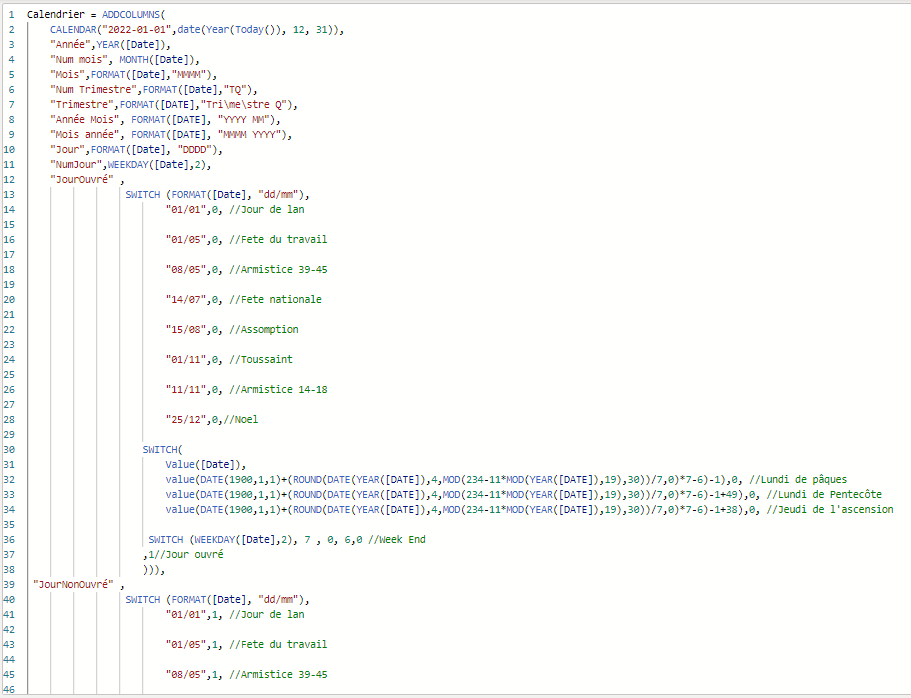 1 Calendrier = ADDCOLUMNS(
2 CALENDAR("2022-01-01",date(Year(Today()), 12, 31)),
3 "Année",YEAR([Date]),
4 "Num mois", MONTH([Date]),
5 "Mois",FORMAT([Date],"MMMM"),
6 "Num Trimestre",FORMAT([Date],"TQ"),
7 "Trimestre",FORMAT([DATE],"Tri\me\stre Q"),
8 "Année Mois", FORMAT([DATE], "YYYY MM"),
9 "Mois année", FORMAT([DATE], "MMMM YYYY"),
10 "Jour",FORMAT([Date], "DDDD"),
11 "NumJour",WEEKDAY([Date],2),
12 "JourOuvré" ,
13 SWITCH (FORMAT([Date], "dd/mm"),
14 "01/01",0, //Jour de lan
15
16 "01/05",0, //Fete du travail
17
18 "08/05",0, //Armistice 39-45
19
20 "14/07",0, //Fete nationale
21
22 "15/08",0, //Assomption
23
24 "01/11",0, //Toussaint
25
26 "11/11",0, //Armistice 14-18
27
28 "25/12",0,//Noel
29
30 SWITCH(
31 Value([Date]),
32 value(DATE(1900,1,1)+(ROUND(DATE(YEAR([DATE]),4,MOD(234-11*MOD(YEAR([DATE]),19),30))/7,0)*7-6)-1),0, //Lundi de pâques
33 value(DATE(1900,1,1)+(ROUND(DATE(YEAR([DATE]),4,MOD(234-11*MOD(YEAR([DATE]),19),30))/7,0)*7-6)-1+49),0, //Lundi de Pentecôte
34 value(DATE(1900,1,1)+(ROUND(DATE(YEAR([DATE]),4,MOD(234-11*MOD(YEAR([DATE]),19),30))/7,0)*7-6)-1+38),0, //Jeudi de l'ascension
35
36 SWITCH (WEEKDAY([Date],2), 7 , 0, 6,0 //Week End
37 ,1//Jour ouvré
38 ))),
39 "JourNonOuvré" ,
40 SWITCH (FORMAT([Date], "dd/mm"),
41 "01/01",1, //Jour de lan
42
43 "01/05",1, //Fete du travail
44
45 "08/05",1, //Armistice 39-45
46